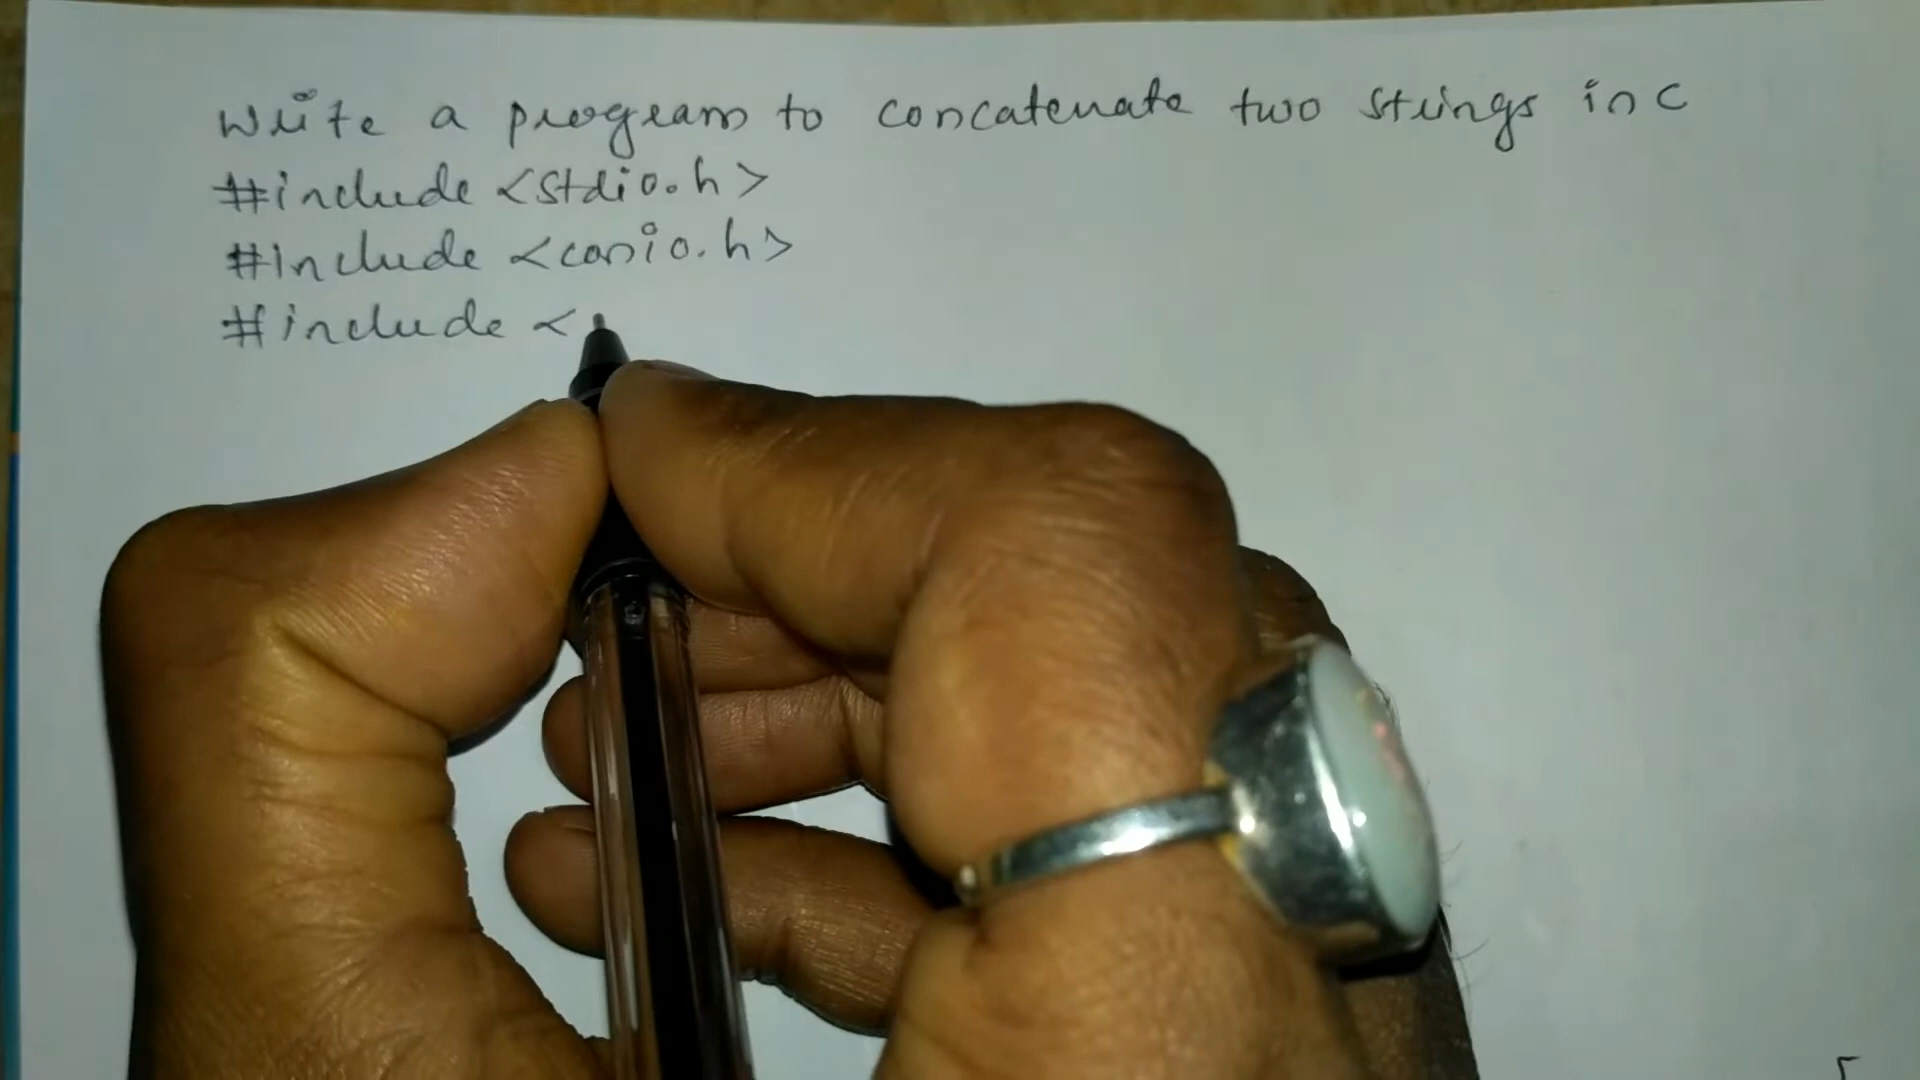 Write a program to concatenate two strings in c
#include <stdio.h>
#include <conio.h>
#include <